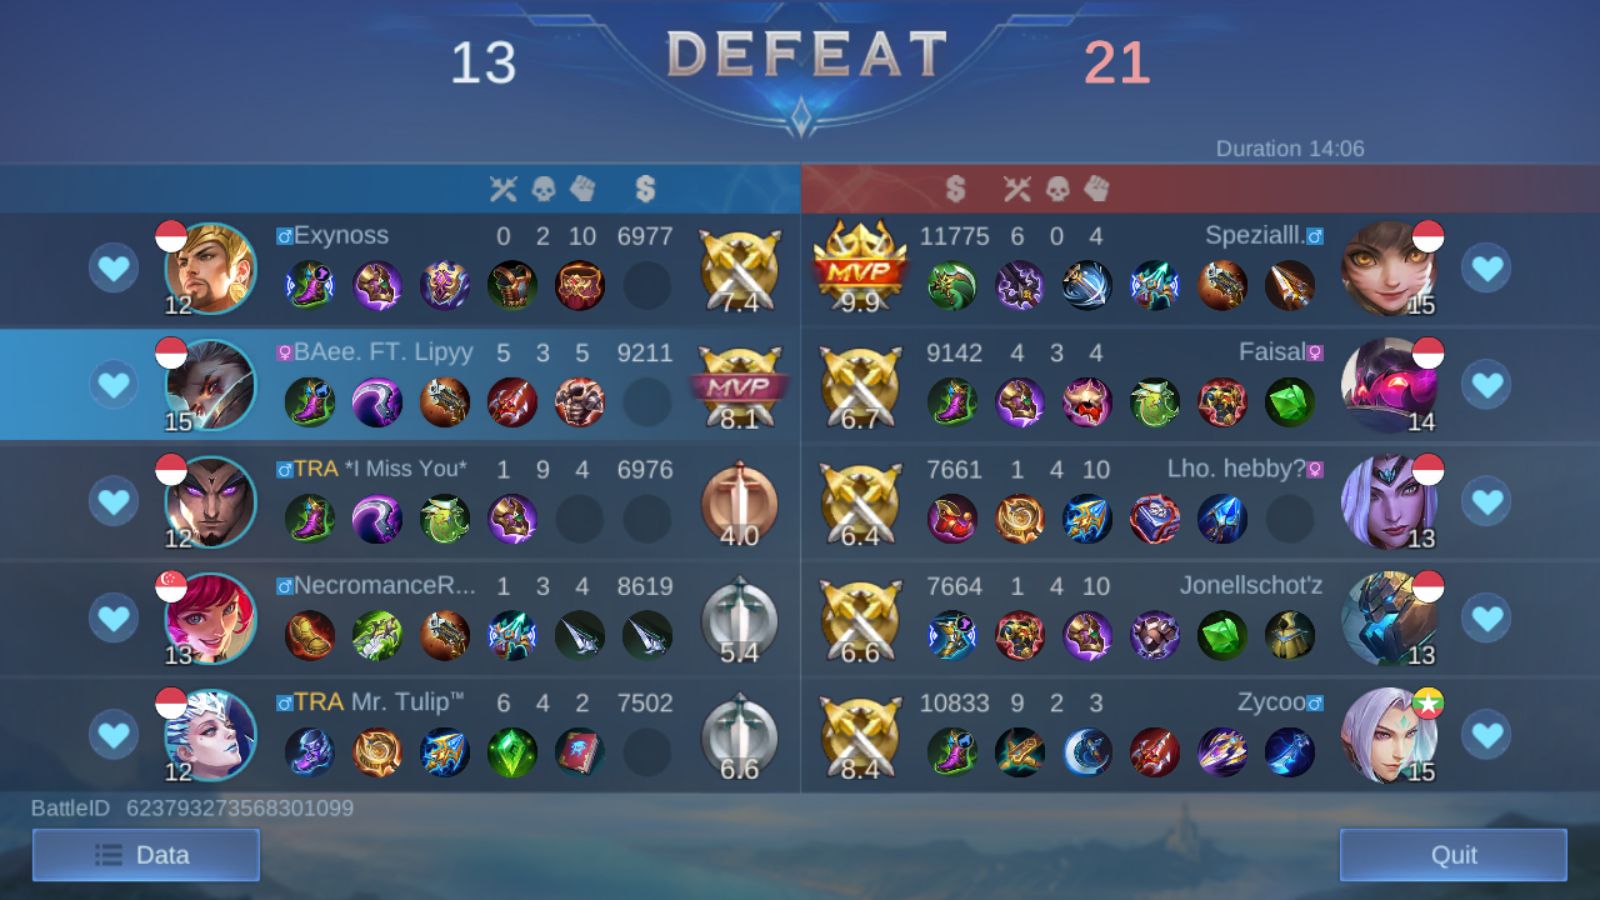 13 DEFEAT 21
Duration 14:06
Exynoss 0 2 10 6977
12 7.4
MVP 11775 6 0 4 Spezialll.
9.9 15
BAee. FT. Lipyy 5 3 5 9211 MVP
15 8.1
9142 4 3 4 Faisal
6.7 14
TRA *I Miss You* 1 9 4 6976
12 4.0
7661 1 4 10 Lho. hebby?
6.4 13
NecromanceR... 1 3 4 8619
13 5.4
7664 1 4 10 Jonellschot'z
6.6 13
TRA Mr. Tulip™ 6 4 2 7502
12 6.6
10833 9 2 3 Zycoo
8.4 15
BattleID 623793273568301099
Data
Quit